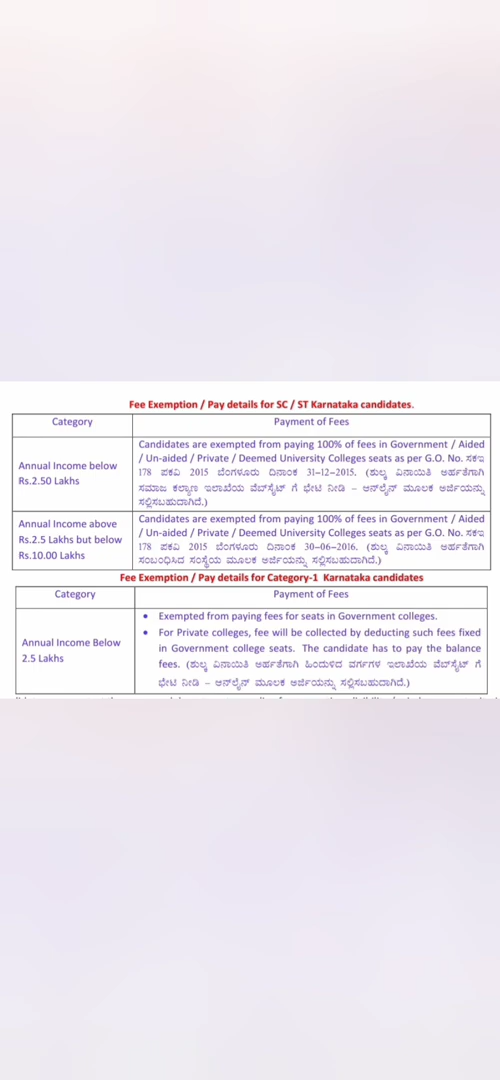 Fee Exemption / Pay details for SC / ST Karnataka candidates.
Category
Payment of Fees
Annual Income below
Rs.2.50 Lakhs
Candidates are exempted from paying 100% of fees in Government / Aided
/ Un-aided / Private / Deemed University Colleges seats as per G.O. No. ಸಕಇ
178 ಪಕವಿ 2015 ಬೆಂಗಳೂರು ದಿನಾಂಕ 31–12–2015. (ಶುಲ್ಕ ವಿನಾಯಿತಿ ಅರ್ಹತೆಗಾಗಿ
ಸಮಾಜ ಕಲ್ಯಾಣ ಇಲಾಖೆಯ ವೆಬ್‌ಸೈಟ್ ಗೆ ಭೇಟಿ ನೀಡಿ – ಆನ್‌ಲೈನ್ ಮೂಲಕ ಅರ್ಜಿಯನ್ನು
ಸಲ್ಲಿಸಬಹುದಾಗಿದೆ.)
Annual Income above
Rs.2.5 Lakhs but below
Rs.10.00 Lakhs
Candidates are exempted from paying 100% of fees in Government / Aided
/ Un-aided / Private / Deemed University Colleges seats as per G.O. No. ಸಕಇ
178 ಪಕವಿ 2015 ಬೆಂಗಳೂರು ದಿನಾಂಕ 30–06–2016. (ಶುಲ್ಕ ವಿನಾಯಿತಿ ಅರ್ಹತೆಗಾಗಿ
ಸಂಬಂಧಿಸಿದ ಸಂಸ್ಥೆಯ ಮೂಲಕ ಅರ್ಜಿಯನ್ನು ಸಲ್ಲಿಸಬಹುದಾಗಿದೆ.)
Fee Exemption / Pay details for Category-1 Karnataka candidates
Category
Payment of Fees
Annual Income Below
2.5 Lakhs
• Exempted from paying fees for seats in Government colleges.
• For Private colleges, fee will be collected by deducting such fees fixed
in Government college seats. The candidate has to pay the balance
fees. (ಶುಲ್ಕ ವಿನಾಯಿತಿ ಅರ್ಹತೆಗಾಗಿ ಹಿಂದುಳಿದ ವರ್ಗಗಳ ಇಲಾಖೆಯ ವೆಬ್‌ಸೈಟ್ ಗೆ
ಭೇಟಿ ನೀಡಿ – ಆನ್‌ಲೈನ್ ಮೂಲಕ ಅರ್ಜಿಯನ್ನು ಸಲ್ಲಿಸಬಹುದಾಗಿದೆ.)